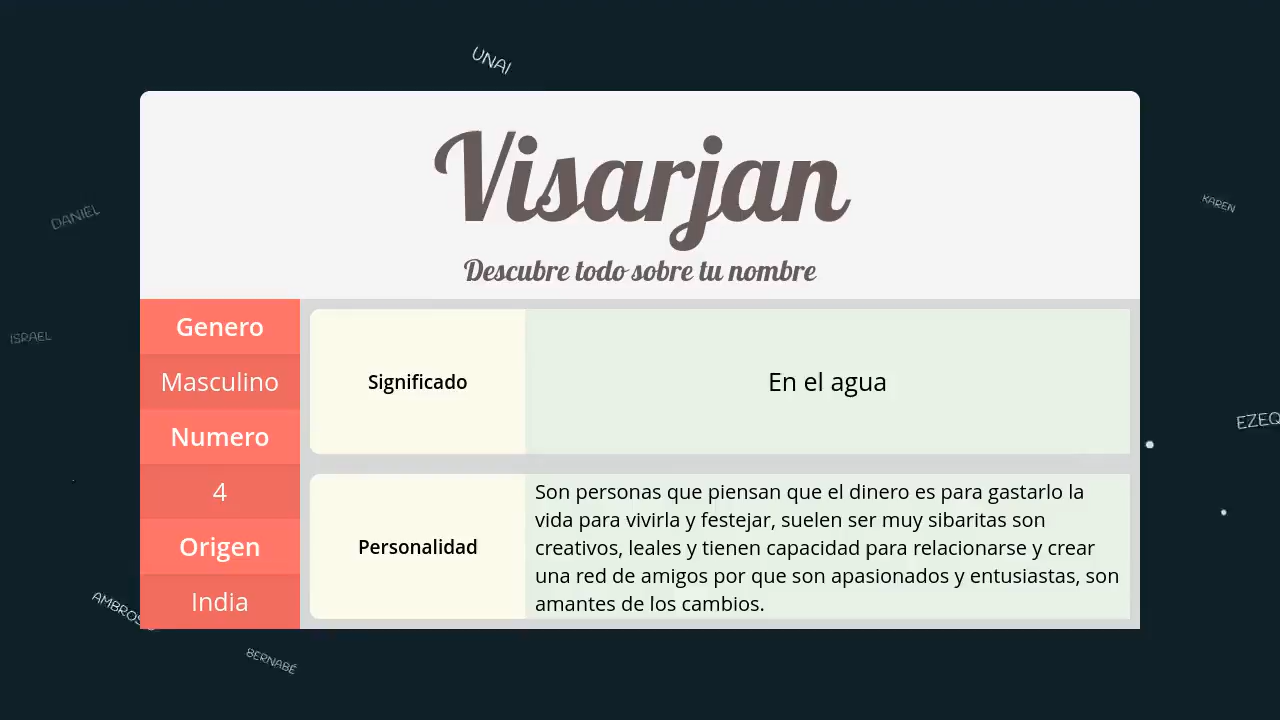 UNAI
Visarjan
DANIEL
KAREN
Descubre todo sobre tu nombre
Genero
ISRAEL
Masculino
Significado
En el agua
Numero
4
Origen
India
Personalidad
Son personas que piensan que el dinero es para gastarlo la
vida para vivirla y festejar, suelen ser muy sibaritas son
creativos, leales y tienen capacidad para relacionarse y crear
una red de amigos por que son apasionados y entusiastas, son
amantes de los cambios.
EZEQ
AMBROS
BERNABÉ